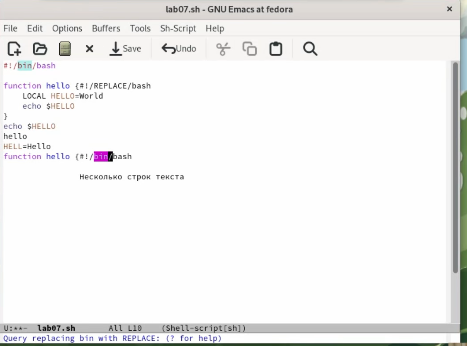 lab07.sh - GNU Emacs at fedora
File Edit Options Buffers Tools Sh-Script Help
Save Undo
#!/bin/bash
function hello {#!/REPLACE/bash
LOCAL HELLO=World
echo $HELLO
}
echo $HELLO
hello
HELL=Hello
function hello {#!/bin/bash
Несколько строк текста
U:**- lab07.sh All L10 (Shell-script[sh])
Query replacing bin with REPLACE: (? for help)